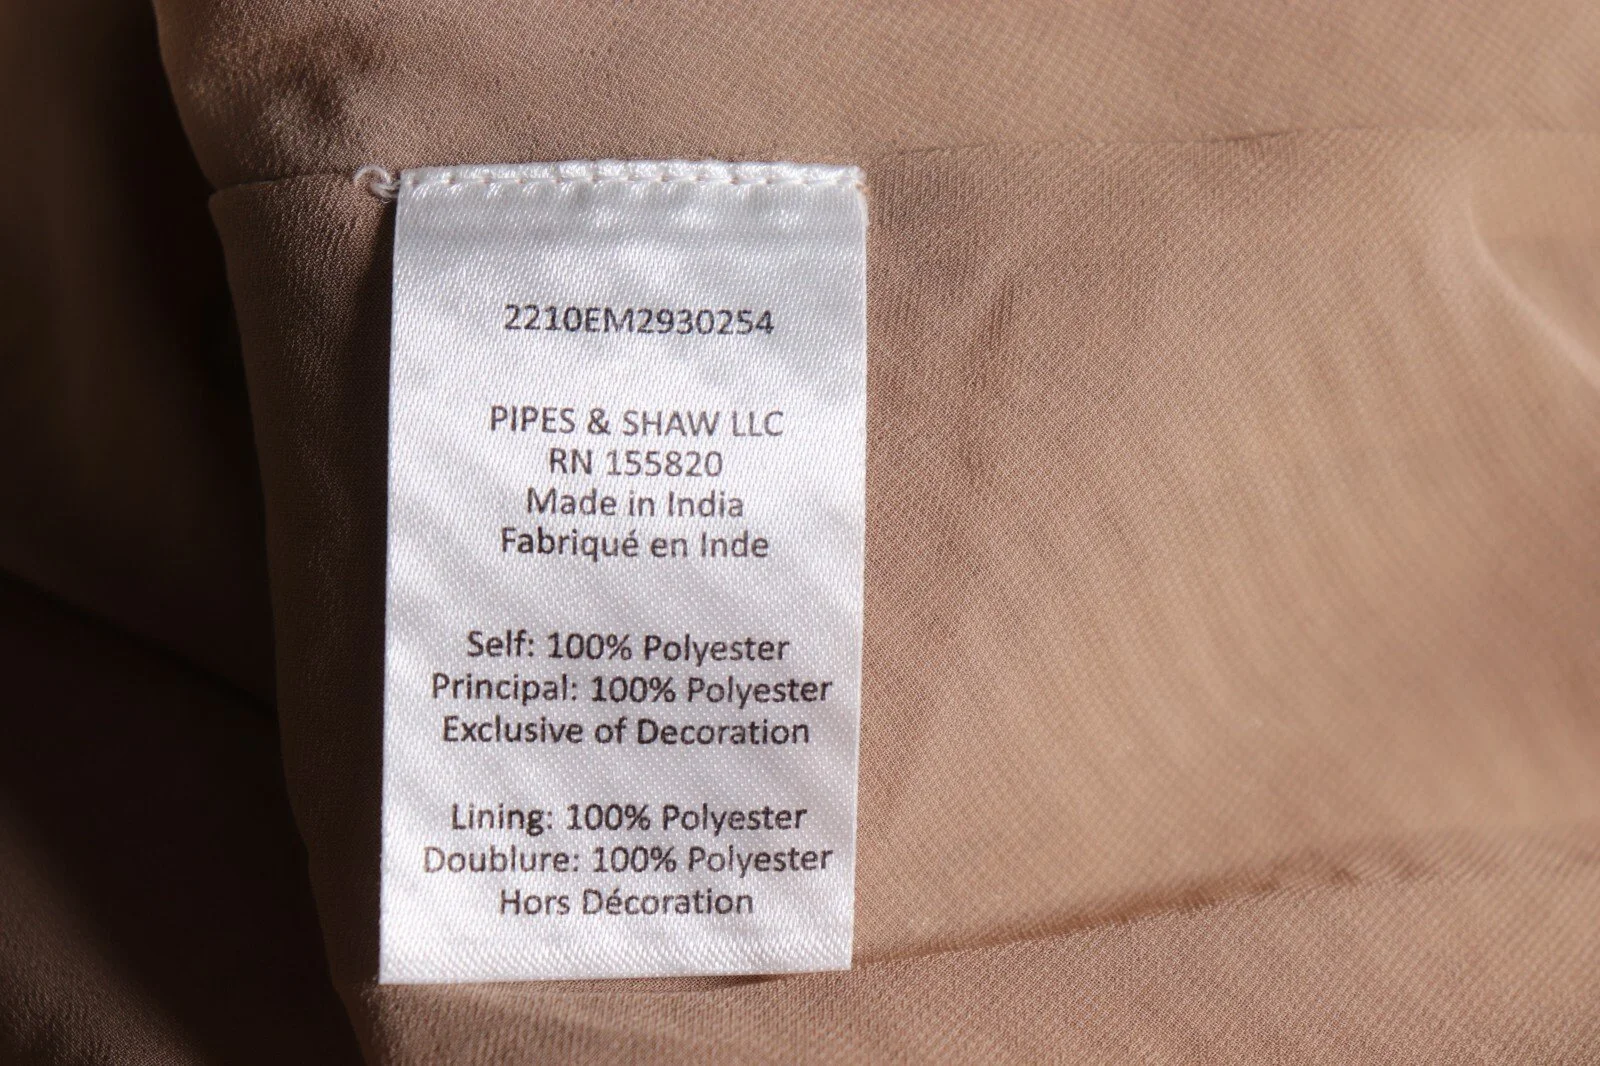 2210EM2930254
PIPES & SHAW LLC
RN 155820
Made in India
Fabriqué en Inde
Self: 100% Polyester
Principal: 100% Polyester
Exclusive of Decoration
Lining: 100% Polyester
Doublure: 100% Polyester
Hors Décoration